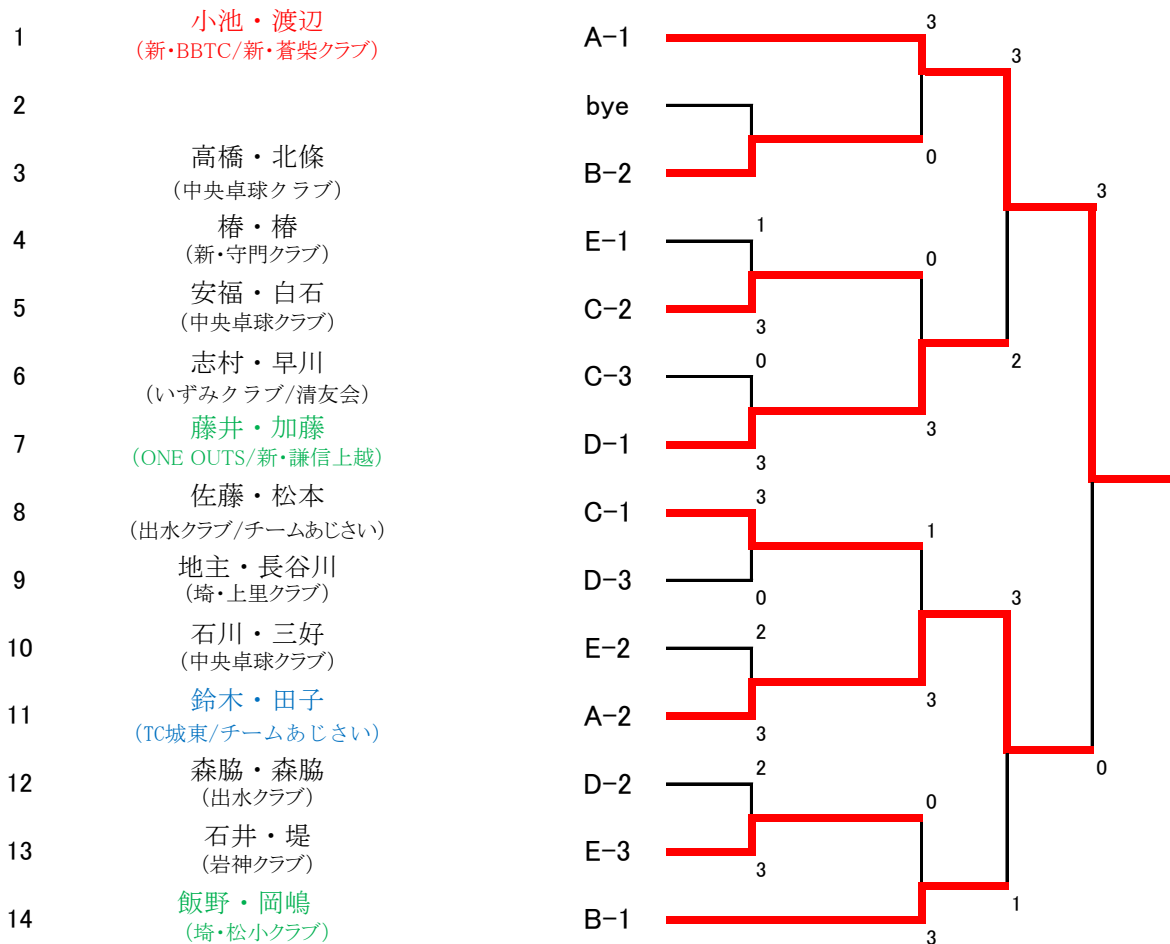 1 小池・渡辺 A-1 3
(新・BBTC/新・蒼柴クラブ)
3
2 bye
0
3 高橋・北條 B-2
(中央卓球クラブ)
3
4 椿・椿 E-1 1
(新・守門クラブ)
0
5 安福・白石 C-2
(中央卓球クラブ) 3
2
6 志村・早川 C-3 0
(いずみクラブ/清友会)
7 藤井・加藤 D-1 3
(ONE OUTS/新・謙信上越) 3
8 佐藤・松本 C-1 3
(出水クラブ/チームあじさい)
1
9 地主・長谷川 D-3
(埼・上里クラブ) 0
3
10 石川・三好 E-2 2
(中央卓球クラブ)
11 鈴木・田子 A-2 3
(TC城東/チームあじさい) 3
0
12 森脇・森脇 D-2 2
(出水クラブ)
0
13 石井・堤 E-3
(岩神クラブ) 3
1
14 飯野・岡嶋 B-1
(埼・松小クラブ) 3